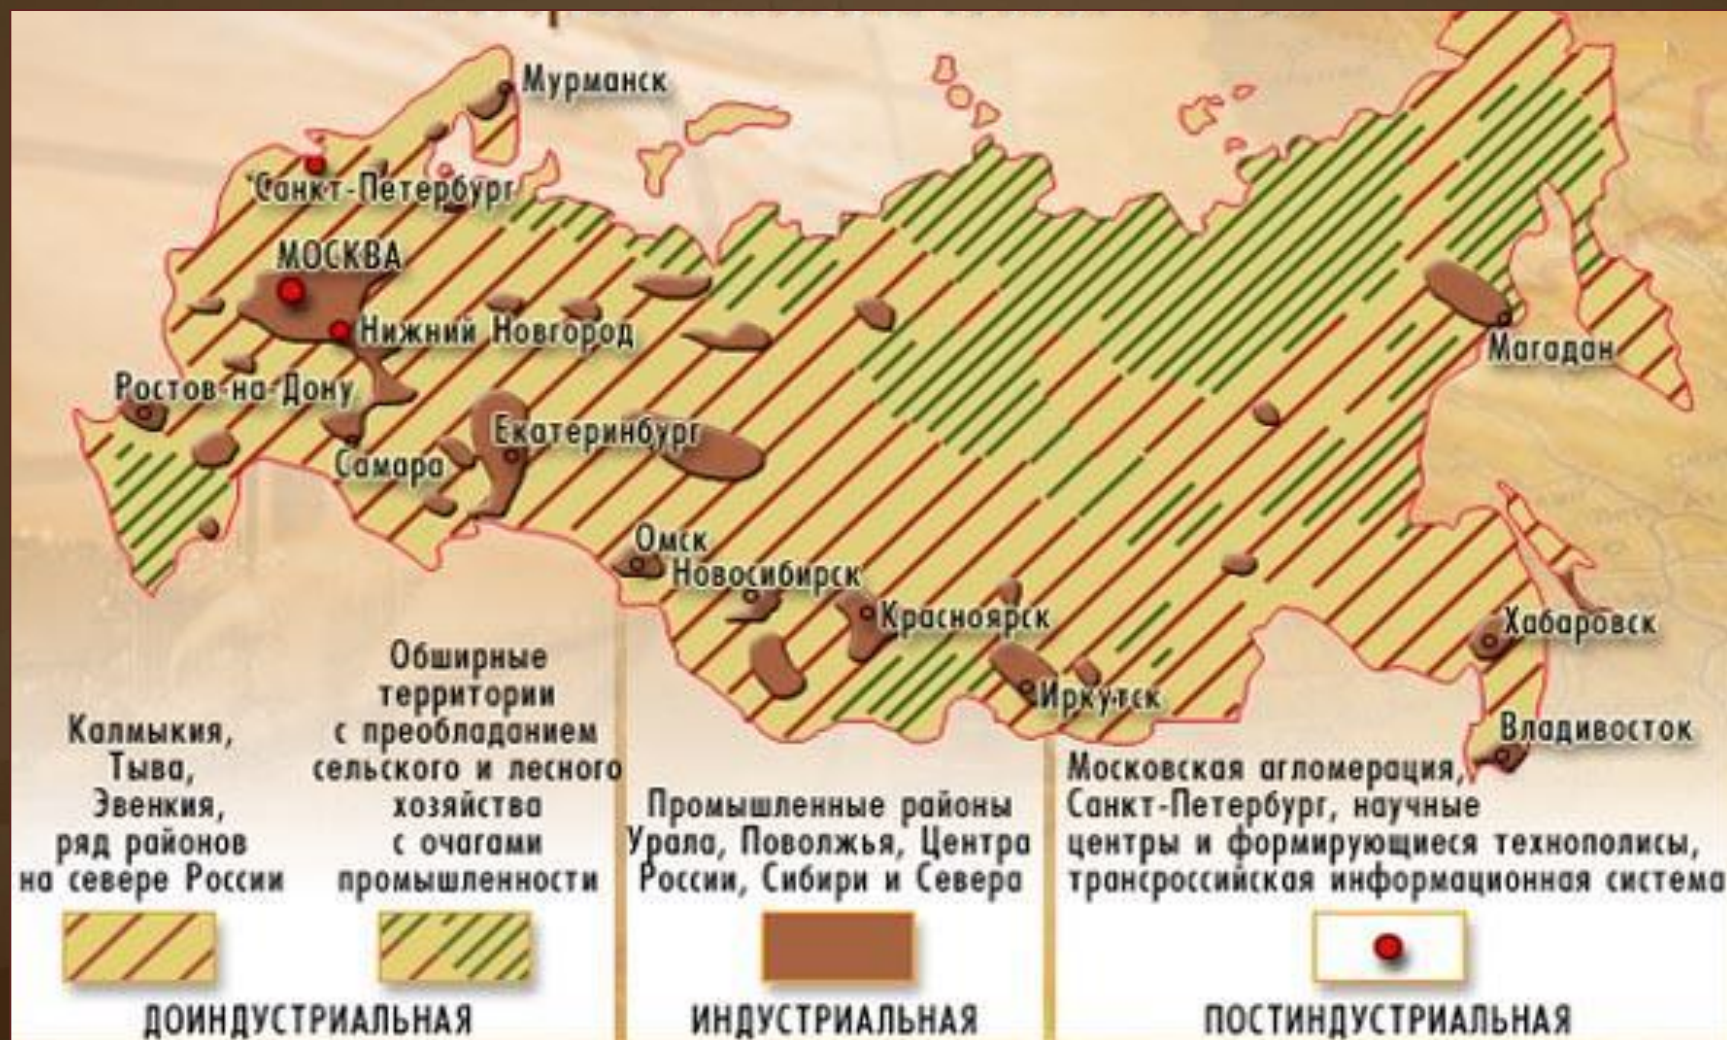 Мурманск
Санкт-Петербург
МОСКВА
Нижний Новгород
Магадан
Ростов-на-Дону
Екатеринбург
Самара
Омск
Новосибирск
Красноярск
Хабаровск
Иркутск
Владивосток
Калмыкия,
Тыва,
Эвенкия,
ряд районов
на севере России
Обширные
территории
с преобладанием
сельского и лесного
хозяйства
с очагами
промышленности
Промышленные районы
Урала, Поволжья, Центра
России, Сибири и Севера
Московская агломерация,
Санкт-Петербург, научные
центры и формирующиеся технополисы,
трансроссийская информационная система
ДОИНДУСТРИАЛЬНАЯ
ИНДУСТРИАЛЬНАЯ
ПОСТИНДУСТРИАЛЬНАЯ